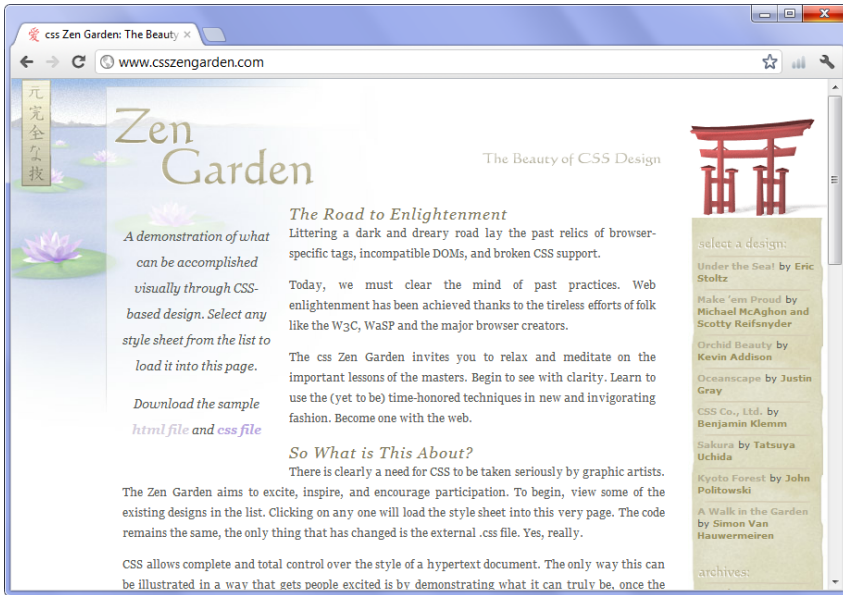 css Zen Garden: The Beauty
www.csszengarden.com
元
完
全
な
技
Zen
Garden
The Beauty of CSS Design
A demonstration of what
can be accomplished
visually through CSS-
based design. Select any
style sheet from the list to
load it into this page.
Download the sample
html file and css file
The Road to Enlightenment
Littering a dark and dreary road lay the past relics of browser-
specific tags, incompatible DOMs, and broken CSS support.
Today, we must clear the mind of past practices. Web
enlightenment has been achieved thanks to the tireless efforts of folk
like the W3C, WaSP and the major browser creators.
The css Zen Garden invites you to relax and meditate on the
important lessons of the masters. Begin to see with clarity. Learn to
use the (yet to be) time-honored techniques in new and invigorating
fashion. Become one with the web.
So What is This About?
There is clearly a need for CSS to be taken seriously by graphic artists.
The Zen Garden aims to excite, inspire, and encourage participation. To begin, view some of the
existing designs in the list. Clicking on any one will load the style sheet into this very page. The code
remains the same, the only thing that has changed is the external .css file. Yes, really.
CSS allows complete and total control over the style of a hypertext document. The only way this can
be illustrated in a way that gets people excited is by demonstrating what it can truly be, once the
select a design:
Under the Sea! by Eric
Stoltz
Make 'em Proud by
Michael McAghon and
Scotty Reifsnyder
Orchid Beauty by
Kevin Addison
Oceanscape by Justin
Gray
CSS Co., Ltd. by
Benjamin Klemm
Sakura by Tatsuya
Uchida
Kyoto Forest by John
Politowski
A Walk in the Garden
by Simon Van
Hauwermeiren
archives: